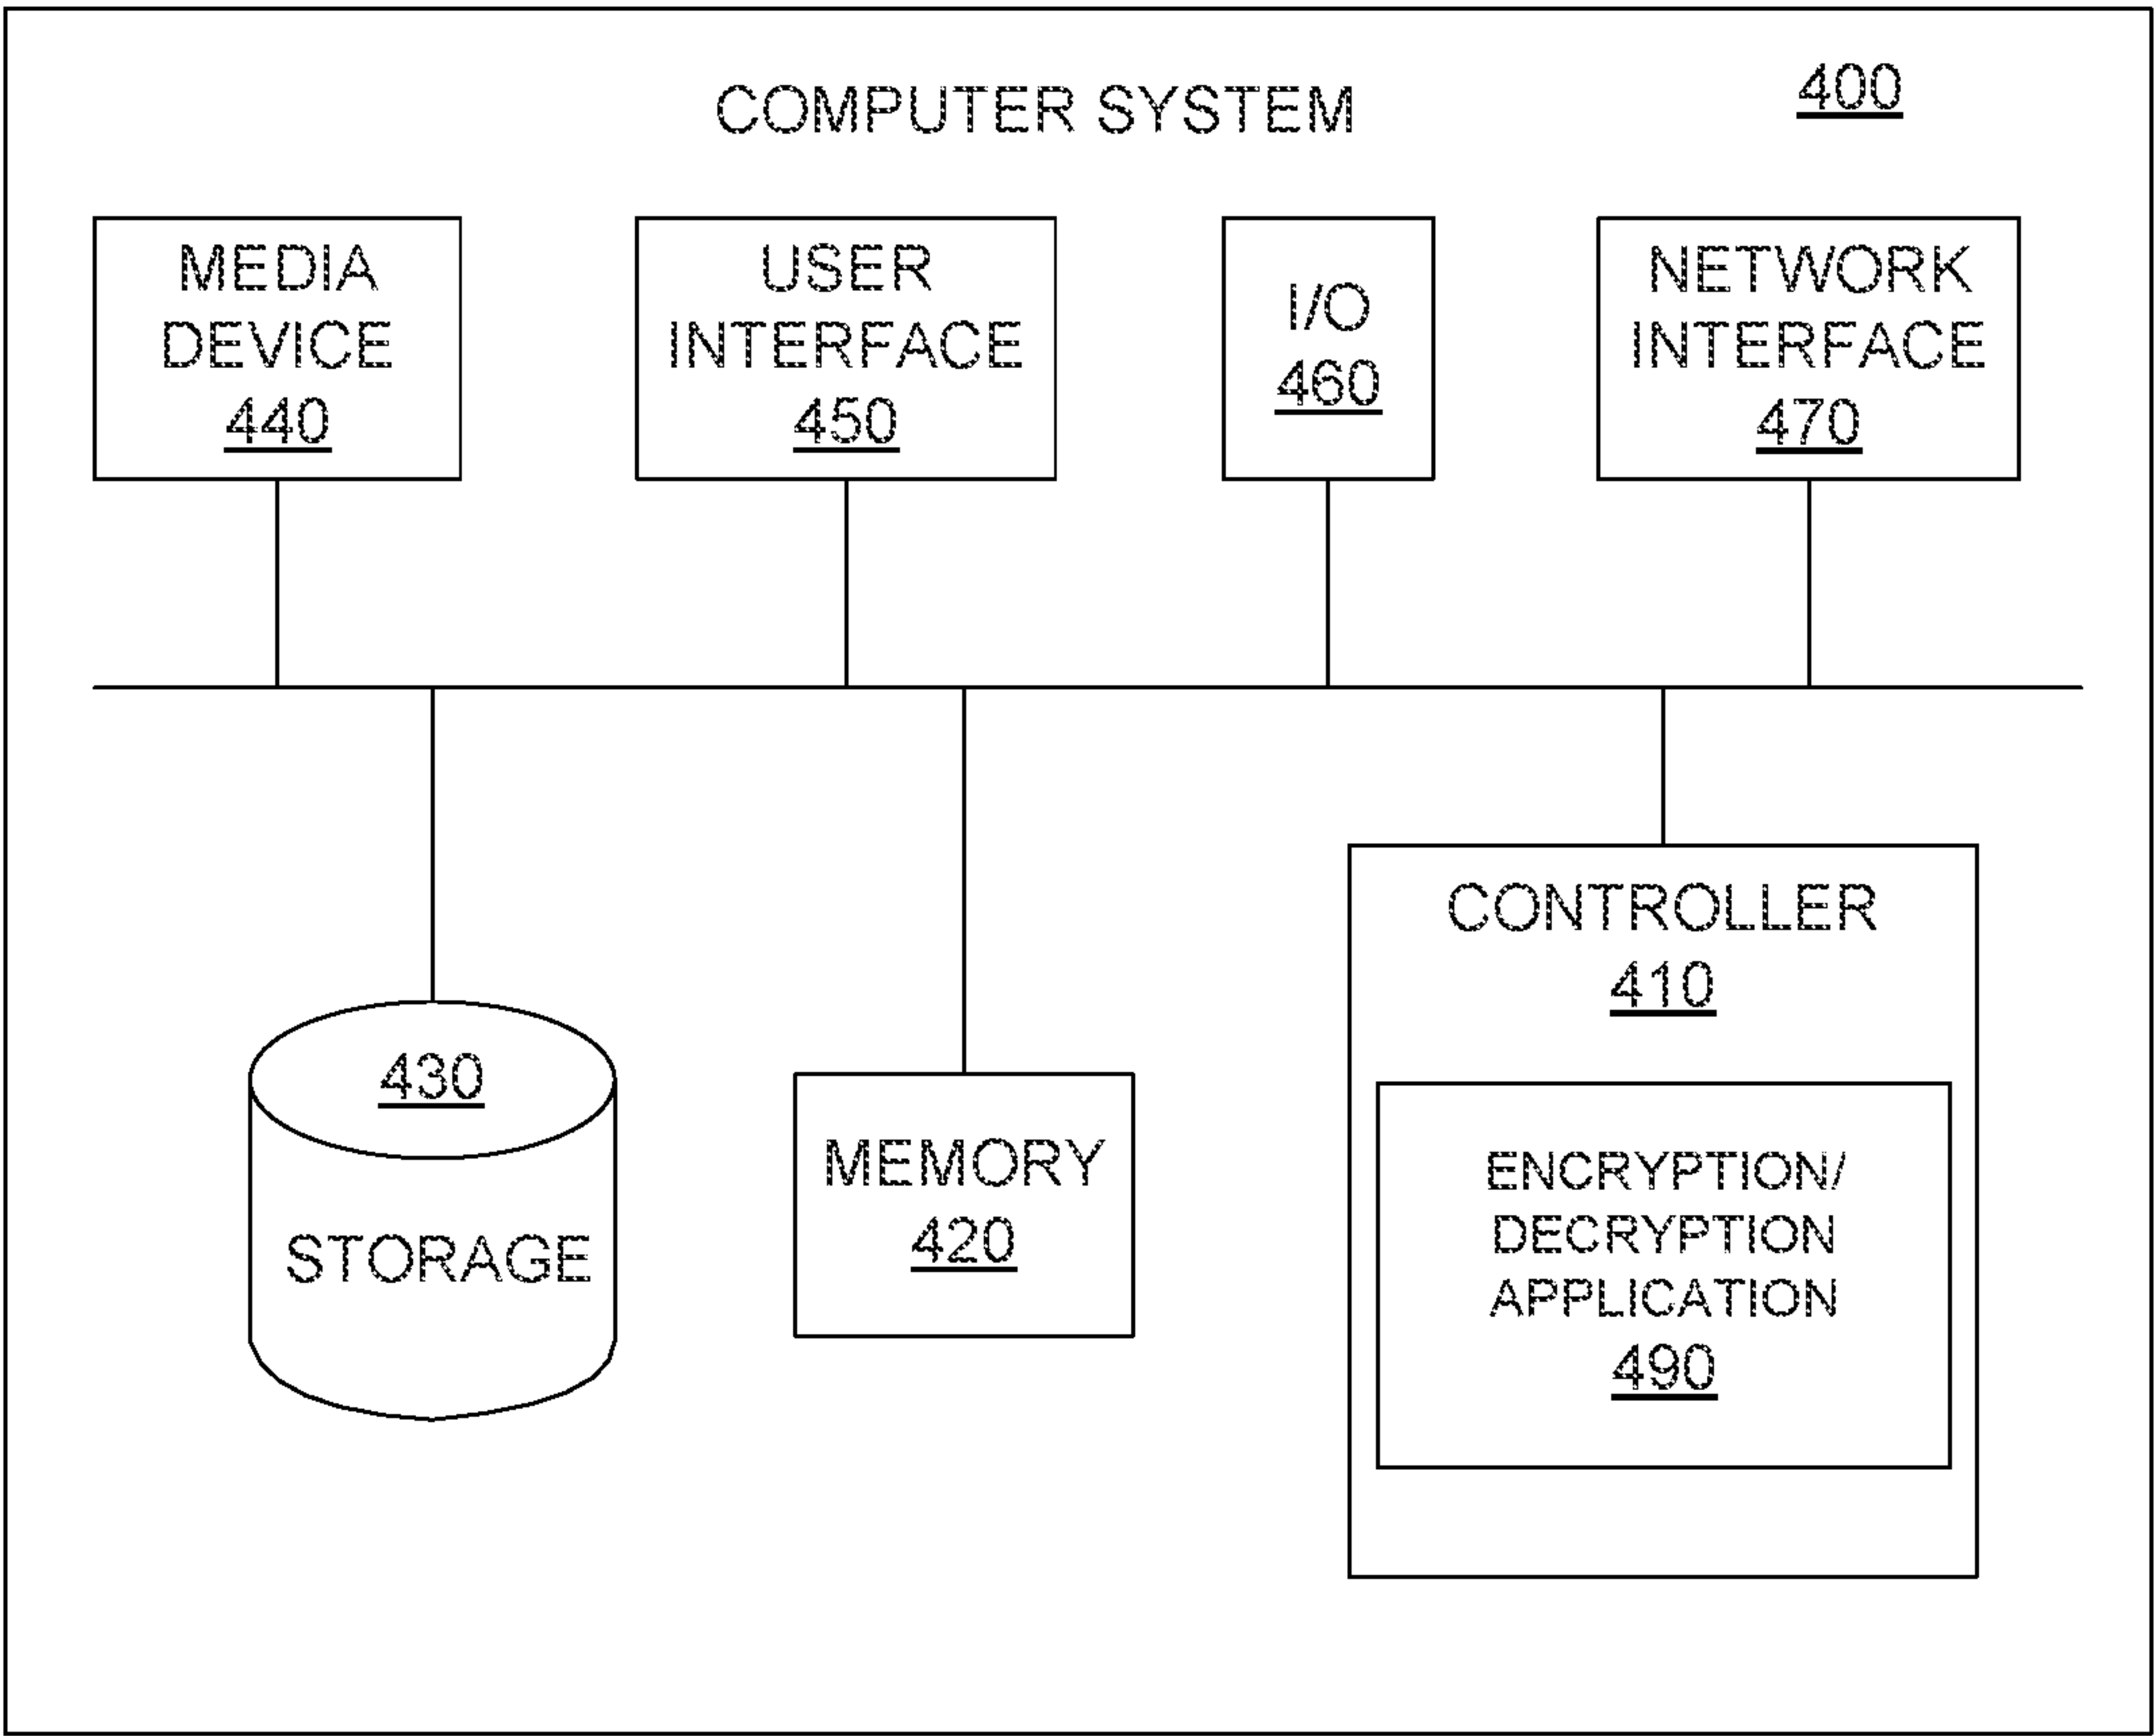 COMPUTER SYSTEM
400
MEDIA
DEVICE
440
USER
INTERFACE
450
I/O
460
NETWORK
INTERFACE
470
430
STORAGE
MEMORY
420
CONTROLLER
410
ENCRYPTION/
DECRYPTION
APPLICATION
490